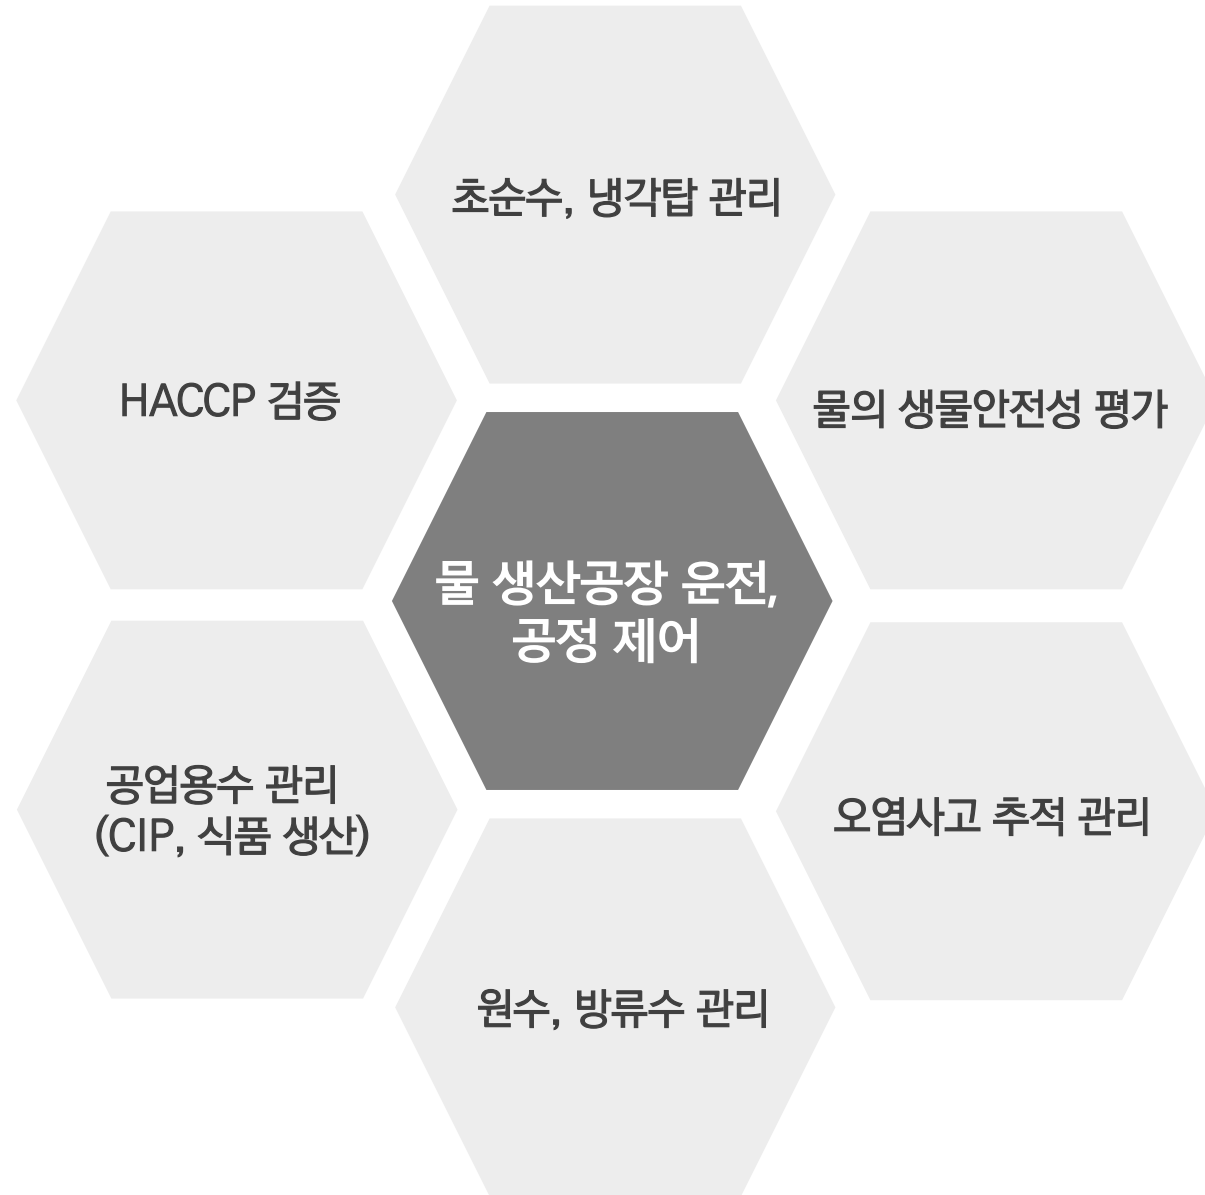 초순수, 냉각탑 관리
HACCP 검증
물의 생물안전성 평가
물 생산공장 운전,
공정 제어
공업용수 관리
(CIP, 식품 생산)
오염사고 추적 관리
원수, 방류수 관리